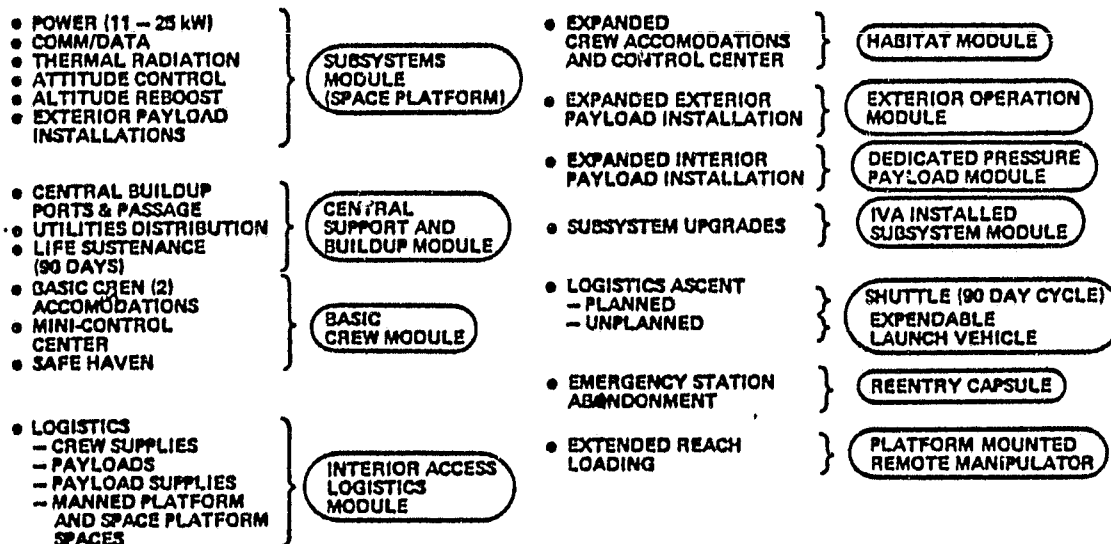 • POWER (11 – 25 kW)
• COMM/DATA
• THERMAL RADIATION
• ATTITUDE CONTROL
• ALTITUDE REBOOST
• EXTERIOR PAYLOAD
INSTALLATIONS
SUBSYSTEMS
MODULE
(SPACE PLATFORM)
• CENTRAL BUILDUP
PORTS & PASSAGE
• UTILITIES DISTRIBUTION
• LIFE SUSTENANCE
(90 DAYS)
CENTRAL
SUPPORT AND
BUILDUP MODULE
• BASIC CREN (2)
ACCOMODATIONS
• MINI-CONTROL
CENTER
• SAFE HAVEN
BASIC
CREW MODULE
• LOGISTICS
– CREW SUPPLIES
– PAYLOADS
– PAYLOAD SUPPLIES
– MANNED PLATFORM
AND SPACE PLATFORM
SPACES
INTERIOR ACCESS
LOGISTICS
MODULE
• EXPANDED
CREW ACCOMODATIONS
AND CONTROL CENTER
HABITAT MODULE
• EXPANDED EXTERIOR
PAYLOAD INSTALLATION
EXTERIOR OPERATION
MODULE
• EXPANDED INTERIOR
PAYLOAD INSTALLATION
DEDICATED PRESSURE
PAYLOAD MODULE
• SUBSYSTEM UPGRADES
IVA INSTALLED
SUBSYSTEM MODULE
• LOGISTICS ASCENT
– PLANNED
– UNPLANNED
SHUTTLE (90 DAY CYCLE)
EXPENDABLE
LAUNCH VEHICLE
• EMERGENCY STATION
ABANDONMENT
REENTRY CAPSULE
• EXTENDED REACH
LOADING
PLATFORM MOUNTED
REMOTE MANIPULATOR